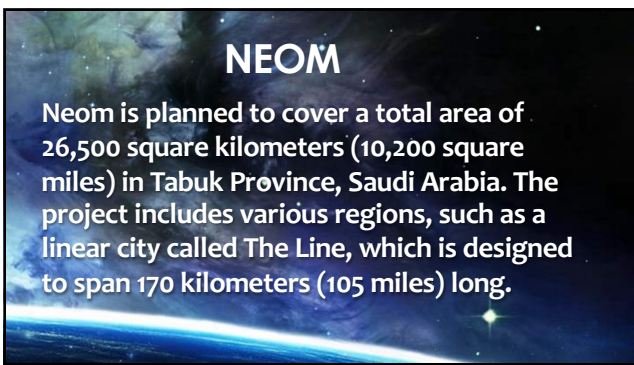 NEOM
Neom is planned to cover a total area of
26,500 square kilometers (10,200 square
miles) in Tabuk Province, Saudi Arabia. The
project includes various regions, such as a
linear city called The Line, which is designed
to span 170 kilometers (105 miles) long.